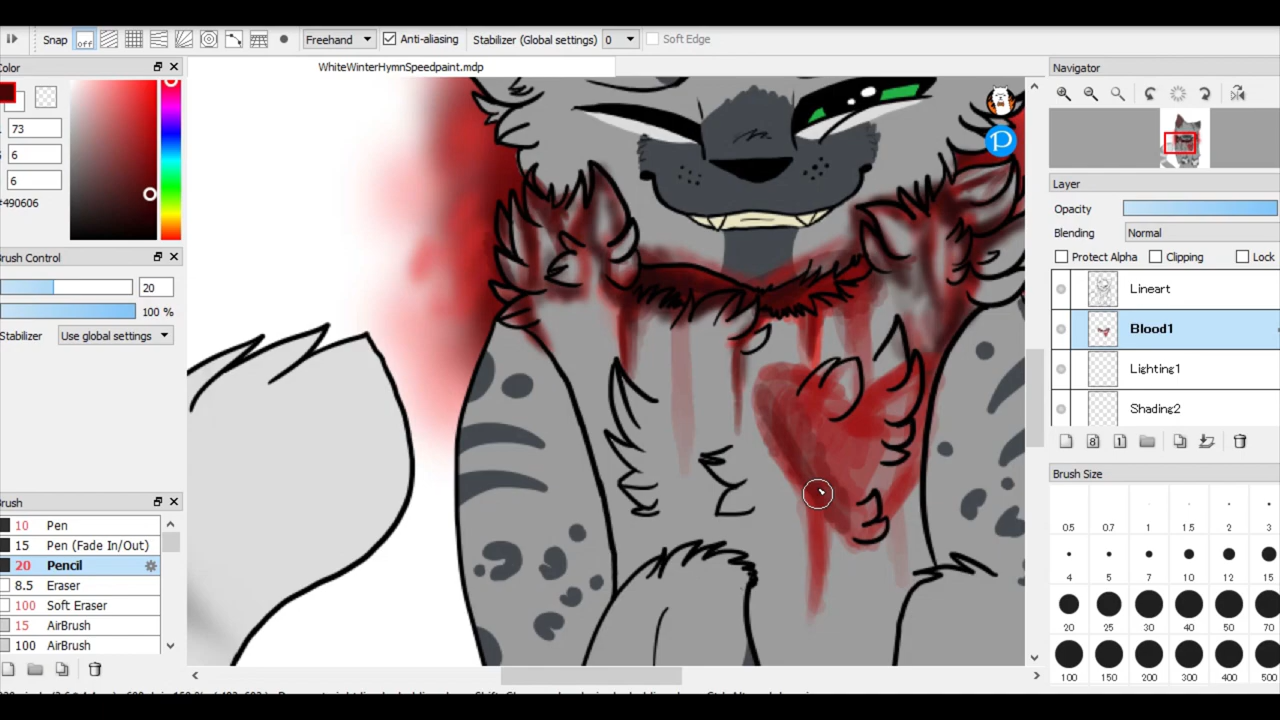 Snap off Freehand Anti-aliasing Stabilizer (Global settings) 0 Soft Edge
Color
WhiteWinterHymnSpeedpaint.mdp
Navigator
73
6
6
#490606
Layer
Opacity
Blending Normal
Protect Alpha Clipping Lock
Lineart
Blood1
Lighting1
Shading2
Brush Control
20
100 %
Stabilizer Use global settings
Brush
10 Pen
15 Pen (Fade In/Out)
20 Pencil
8.5 Eraser
100 Soft Eraser
15 AirBrush
100 AirBrush
Brush Size
0.5 0.7 1 1.5 2 3
4 5 7 10 12 15
20 25 30 40 50 70
100 150 200 300 400 500
P
8
1